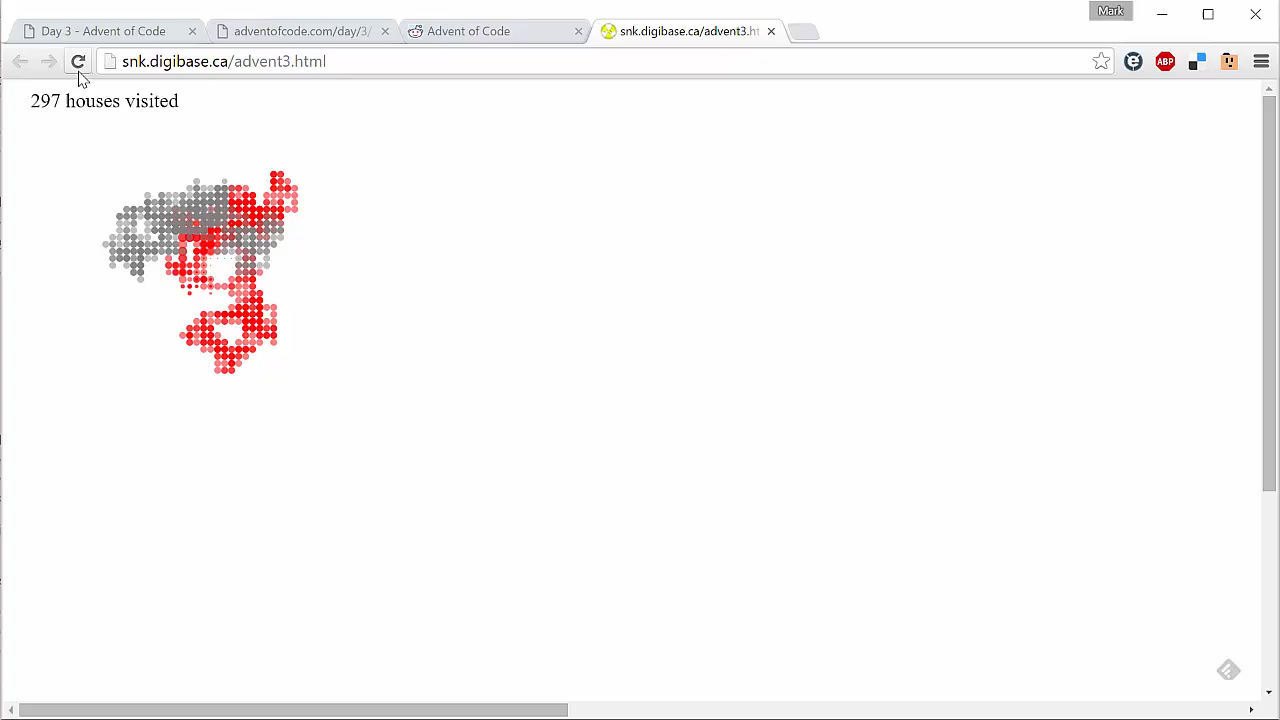 Mark
Day 3 - Advent of Code
adventofcode.com/day/3/
Advent of Code
snk.digibase.ca/advent3.ht
snk.digibase.ca/advent3.html
ABP
297 houses visited